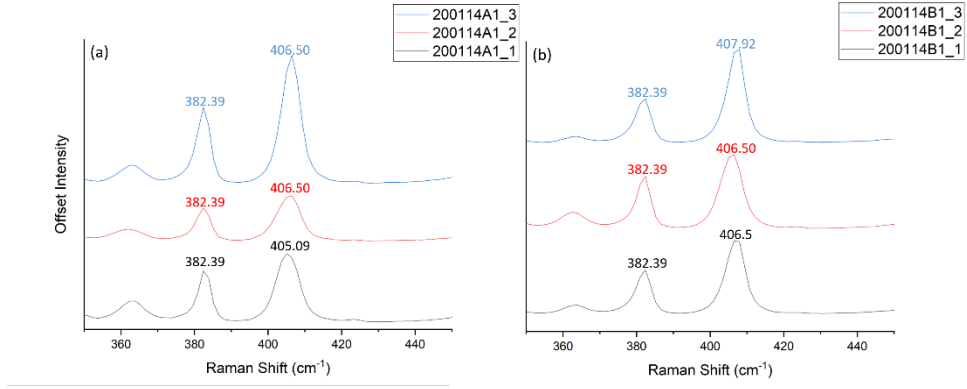 (a)
200114A1_3
200114A1_2
200114A1_1
406.50
382.39
406.50
382.39
405.09
382.39
Offset Intensity
360 380 400 420 440
Raman Shift (cm-1)
(b)
200114B1_3
200114B1_2
200114B1_1
407.92
382.39
406.50
382.39
406.5
382.39
360 380 400 420 440
Raman Shift (cm-1)